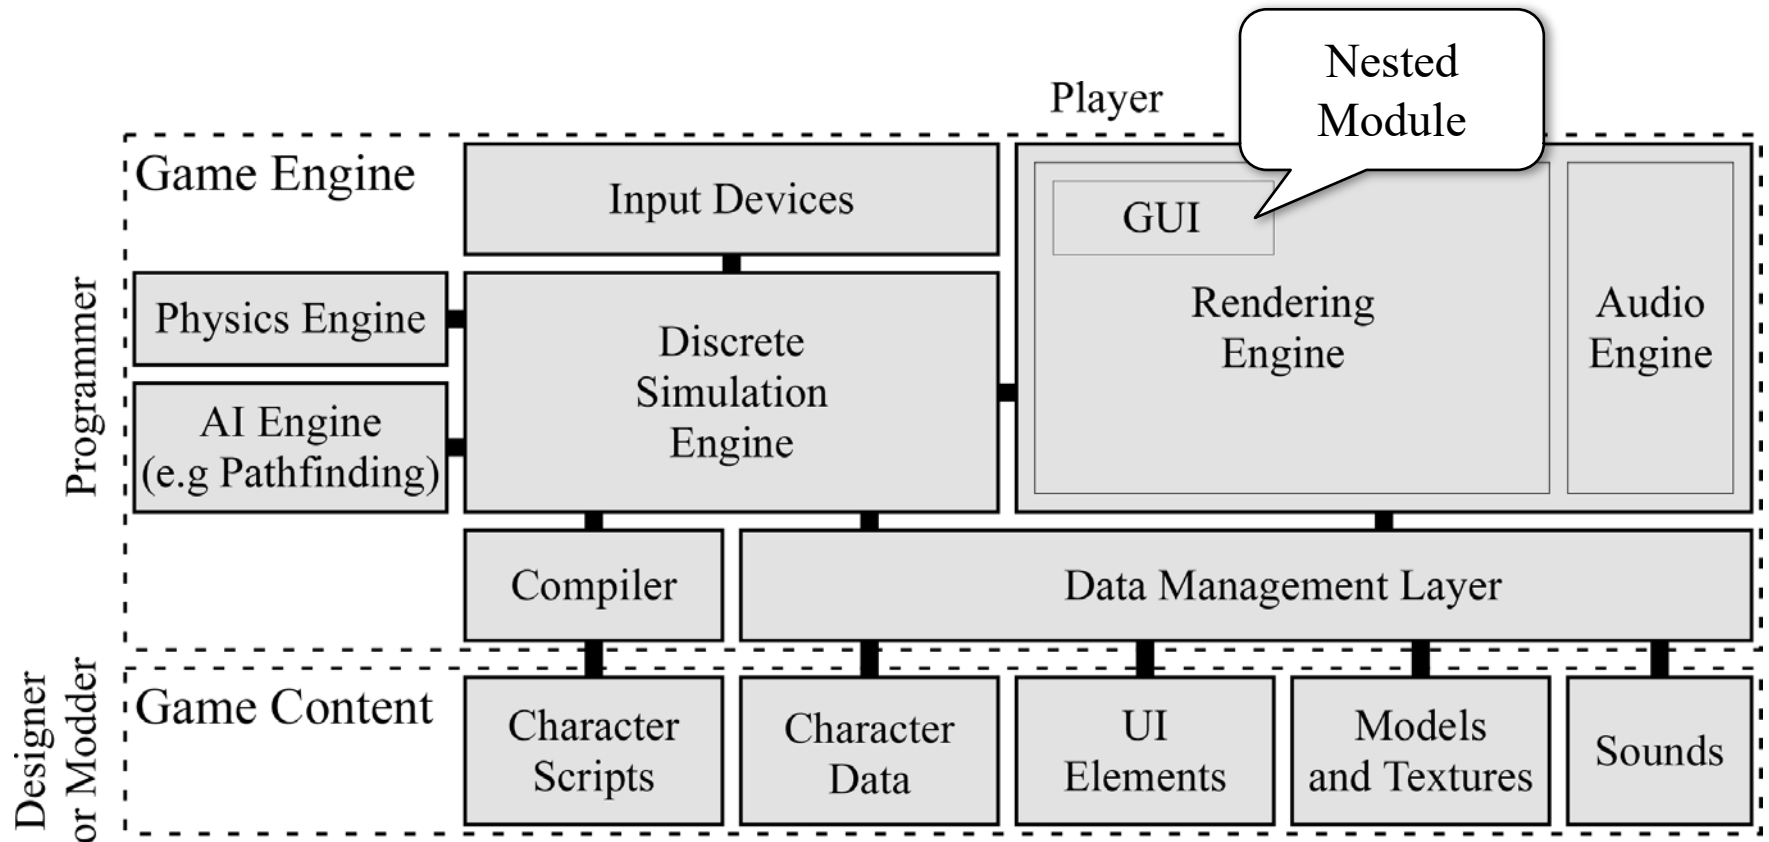 Nested
Module
Player
Game Engine
Input Devices
GUI
Programmer
Physics Engine
Discrete
Simulation
Engine
Rendering
Engine
Audio
Engine
AI Engine
(e.g Pathfinding)
Compiler
Data Management Layer
Designer
or Modder
Game Content
Character
Scripts
Character
Data
UI
Elements
Models
and Textures
Sounds